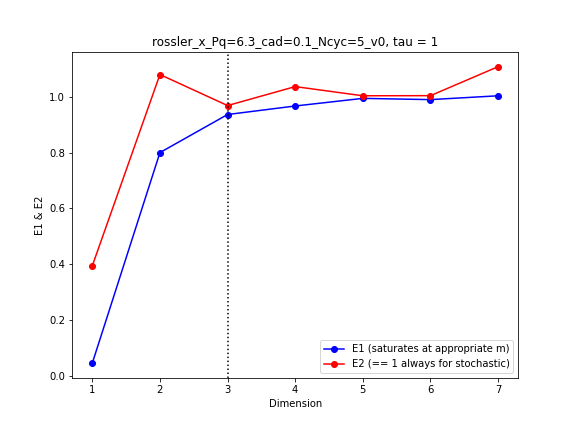 rossler_x_Pq=6.3_cad=0.1_Ncyc=5_v0, tau = 1
E1 & E2
1.0
0.8
0.6
0.4
0.2
0.0
E1 (saturates at appropriate m)
E2 (== 1 always for stochastic)
1 2 3 4 5 6 7
Dimension